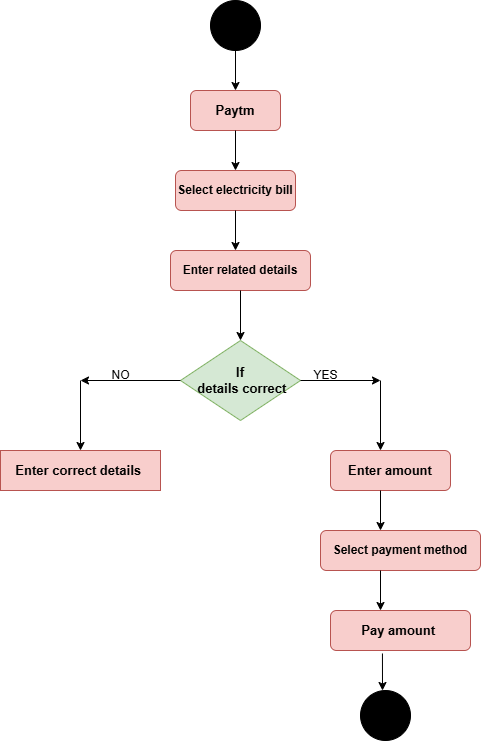 Paytm
Select electricity bill
Enter related details
If
details correct
NO
YES
Enter correct details
Enter amount
Select payment method
Pay amount